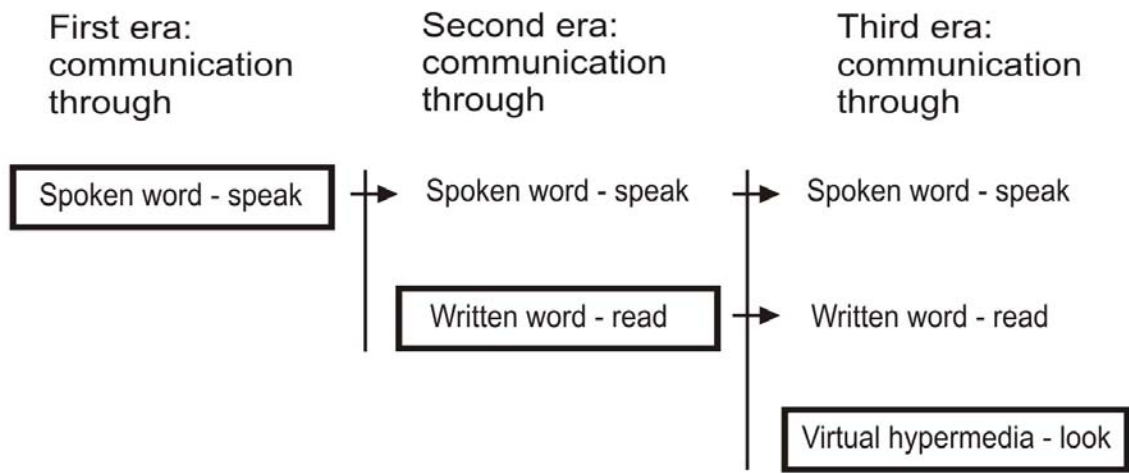 First era:
communication
through
Second era:
communication
through
Third era:
communication
through
Spoken word - speak
Spoken word - speak
Spoken word - speak
Written word - read
Written word - read
Virtual hypermedia - look